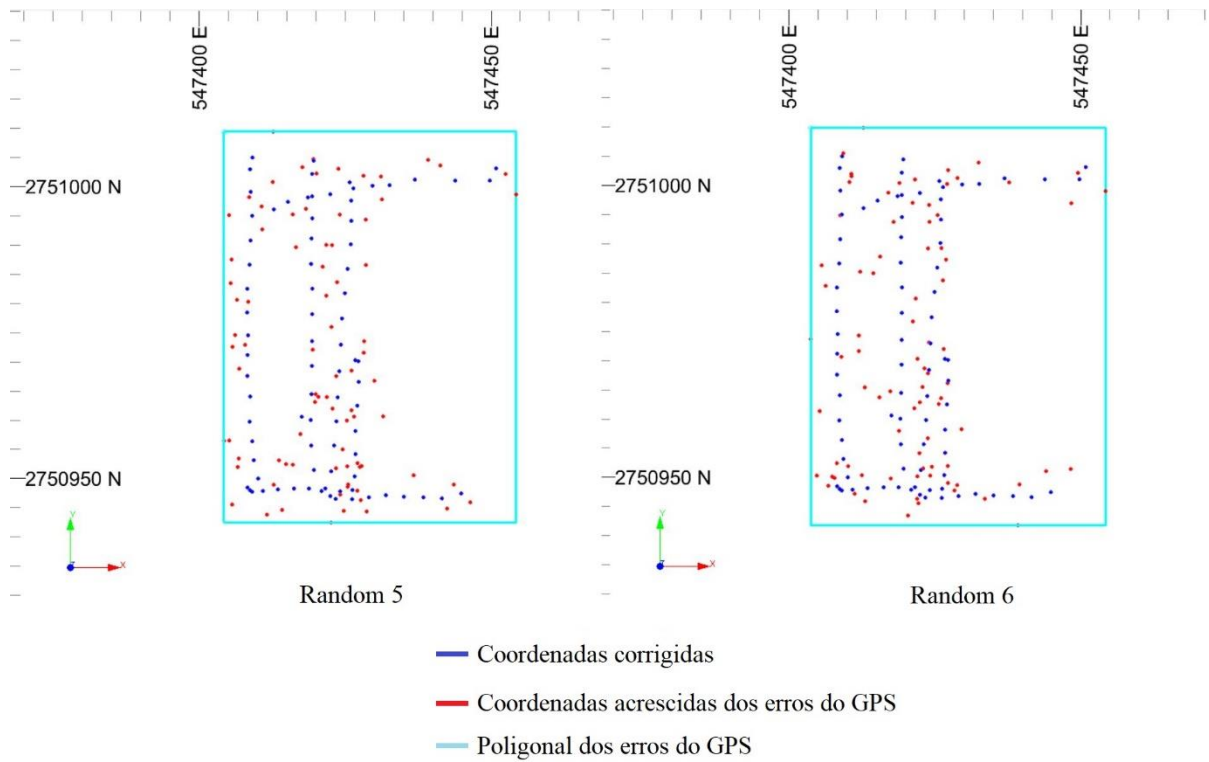 547400 E
547450 E
547400 E
547450 E
2751000 N
2751000 N
2750950 N
2750950 N
Y
X
Y
X
Random 5
Random 6
Coordenadas corrigidas
Coordenadas acrescidas dos erros do GPS
Poligonal dos erros do GPS